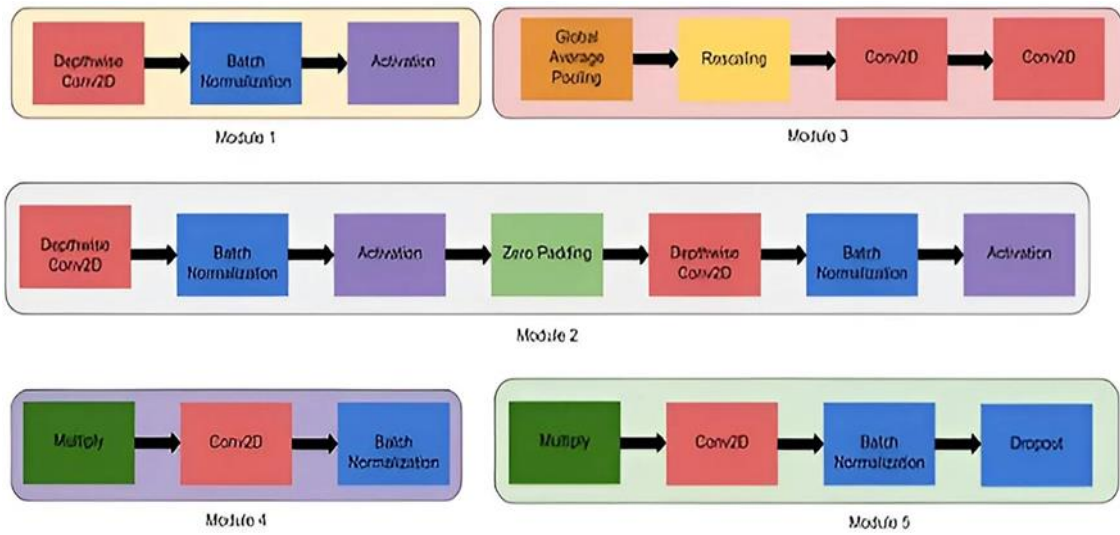 Depthwise
Conv2D
Batch
Normalization
Activation
Module 1
Global
Average
Pooling
Rescaling
Conv2D
Conv2D
Module 3
Depthwise
Conv2D
Batch
Normalization
Activation
Zero Padding
Depthwise
Conv2D
Batch
Normalization
Activation
Module 2
Multiply
Conv2D
Batch
Normalization
Module 4
Multiply
Conv2D
Batch
Normalization
Dropout
Module 5